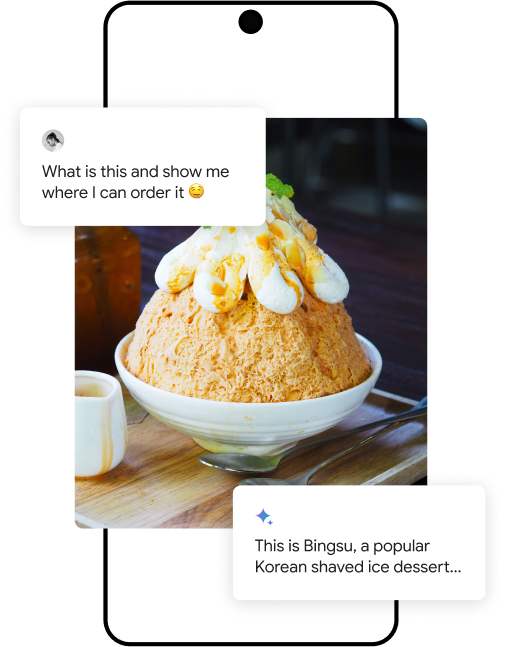 What is this and show me
where I can order it 🤤
This is Bingsu, a popular
Korean shaved ice dessert...